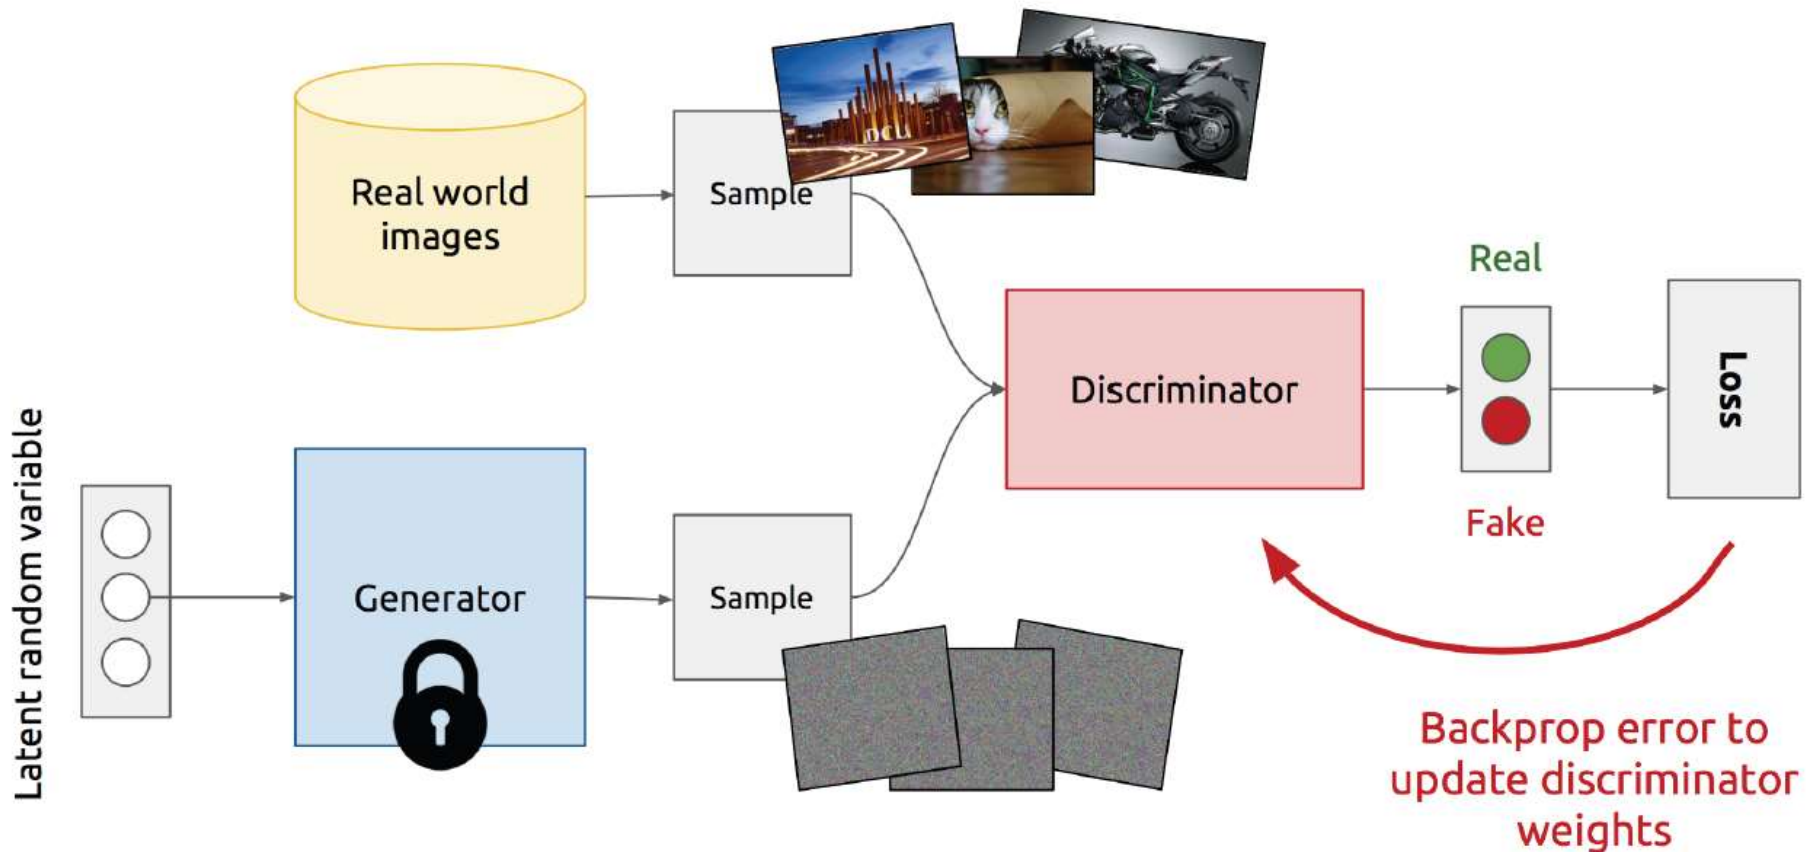 Real world
images
Sample
DCU
Real
Discriminator
Loss
Fake
Latent random variable
Generator
Sample
Backprop error to
update discriminator
weights